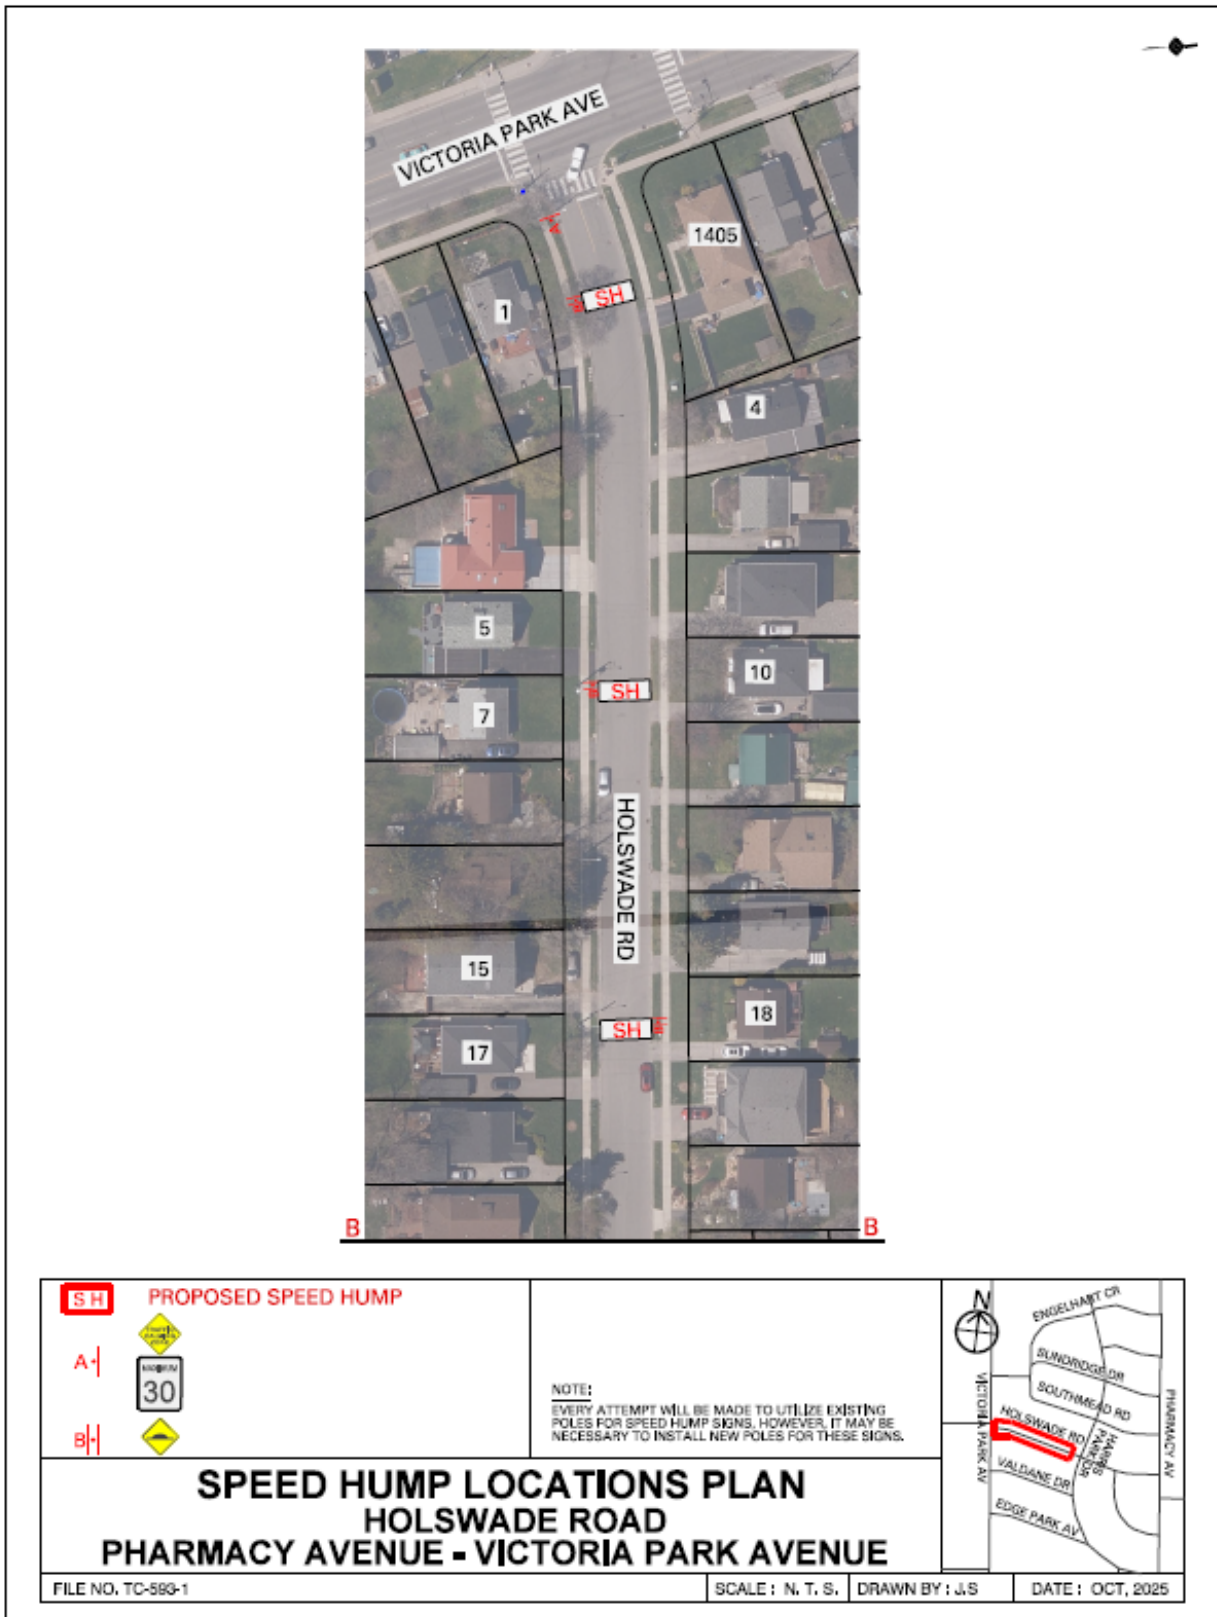 VICTORIA PARK AVE
A
1405
SH
B
1
4
5
10
SH
B
7
HOLSWADE RD
15
18
SH
B
17
B
B
SH PROPOSED SPEED HUMP
A
MAXIMUM
30
B
NOTE:
EVERY ATTEMPT WILL BE MADE TO UTILIZE EXISTING
POLES FOR SPEED HUMP SIGNS. HOWEVER, IT MAY BE
NECESSARY TO INSTALL NEW POLES FOR THESE SIGNS.
N
ENGELHART CR
SUNDRIDGE DR
SOUTHMEAD RD
HOLSWADE RD
HARRIS
PARK DR
VALDANE DR
EDGE PARK AV
VICTORIA PARK AV
PHARMACY AV
SPEED HUMP LOCATIONS PLAN
HOLSWADE ROAD
PHARMACY AVENUE - VICTORIA PARK AVENUE
FILE NO. TC-593-1
SCALE : N. T. S.
DRAWN BY : J.S
DATE : OCT, 2025